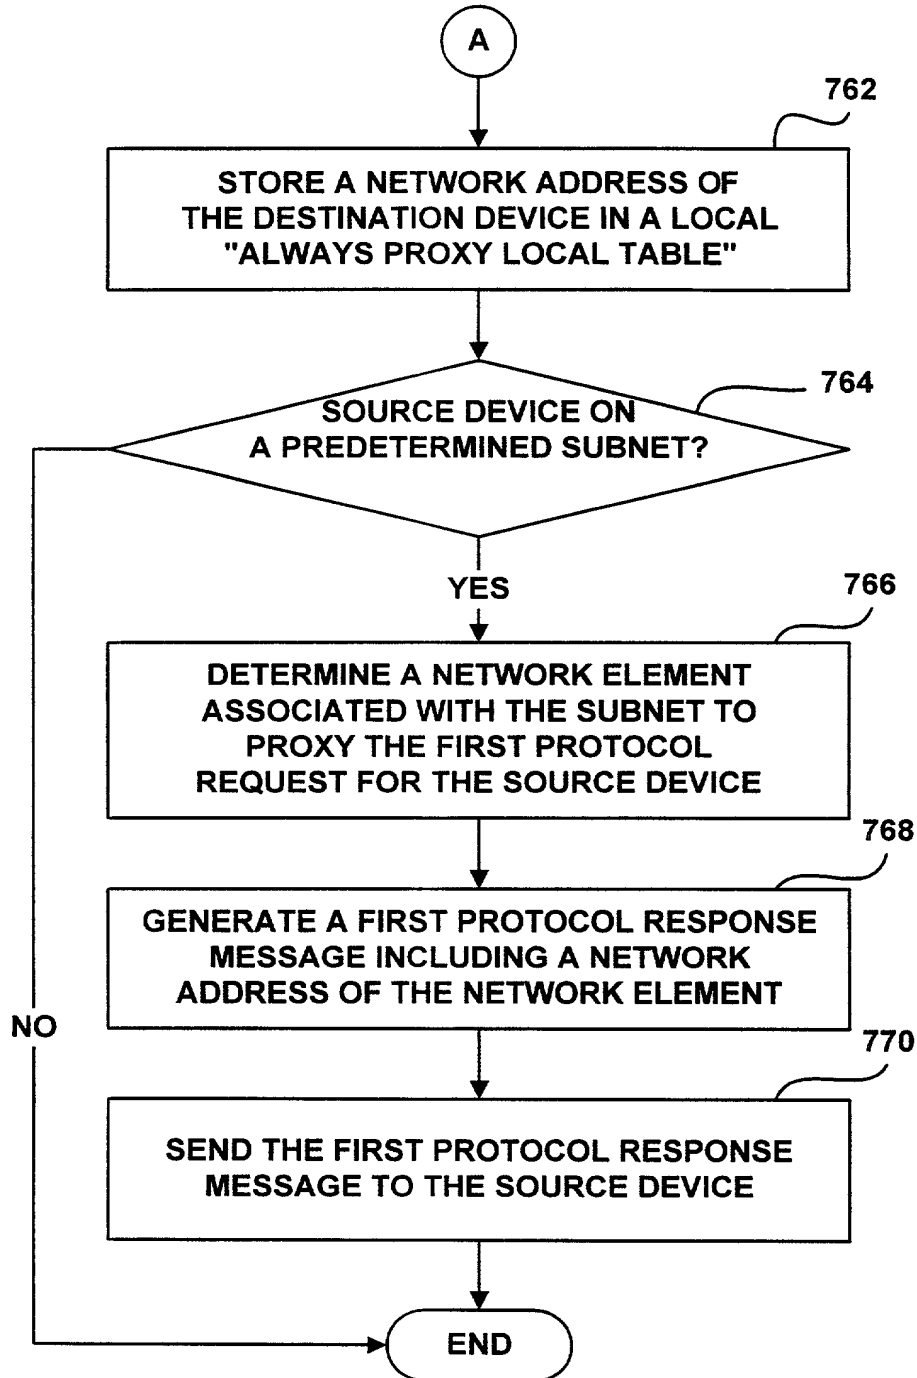 A
762
STORE A NETWORK ADDRESS OF
THE DESTINATION DEVICE IN A LOCAL
"ALWAYS PROXY LOCAL TABLE"
764
SOURCE DEVICE ON
A PREDETERMINED SUBNET?
YES
766
DETERMINE A NETWORK ELEMENT
ASSOCIATED WITH THE SUBNET TO
PROXY THE FIRST PROTOCOL
REQUEST FOR THE SOURCE DEVICE
768
GENERATE A FIRST PROTOCOL RESPONSE
MESSAGE INCLUDING A NETWORK
ADDRESS OF THE NETWORK ELEMENT
NO
770
SEND THE FIRST PROTOCOL RESPONSE
MESSAGE TO THE SOURCE DEVICE
END